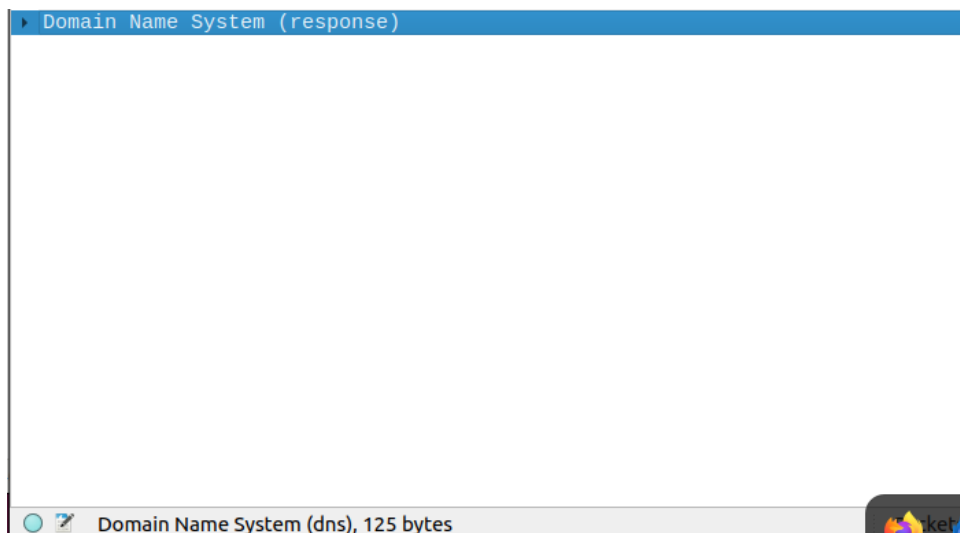 Domain Name System (response)
Domain Name System (dns), 125 bytes